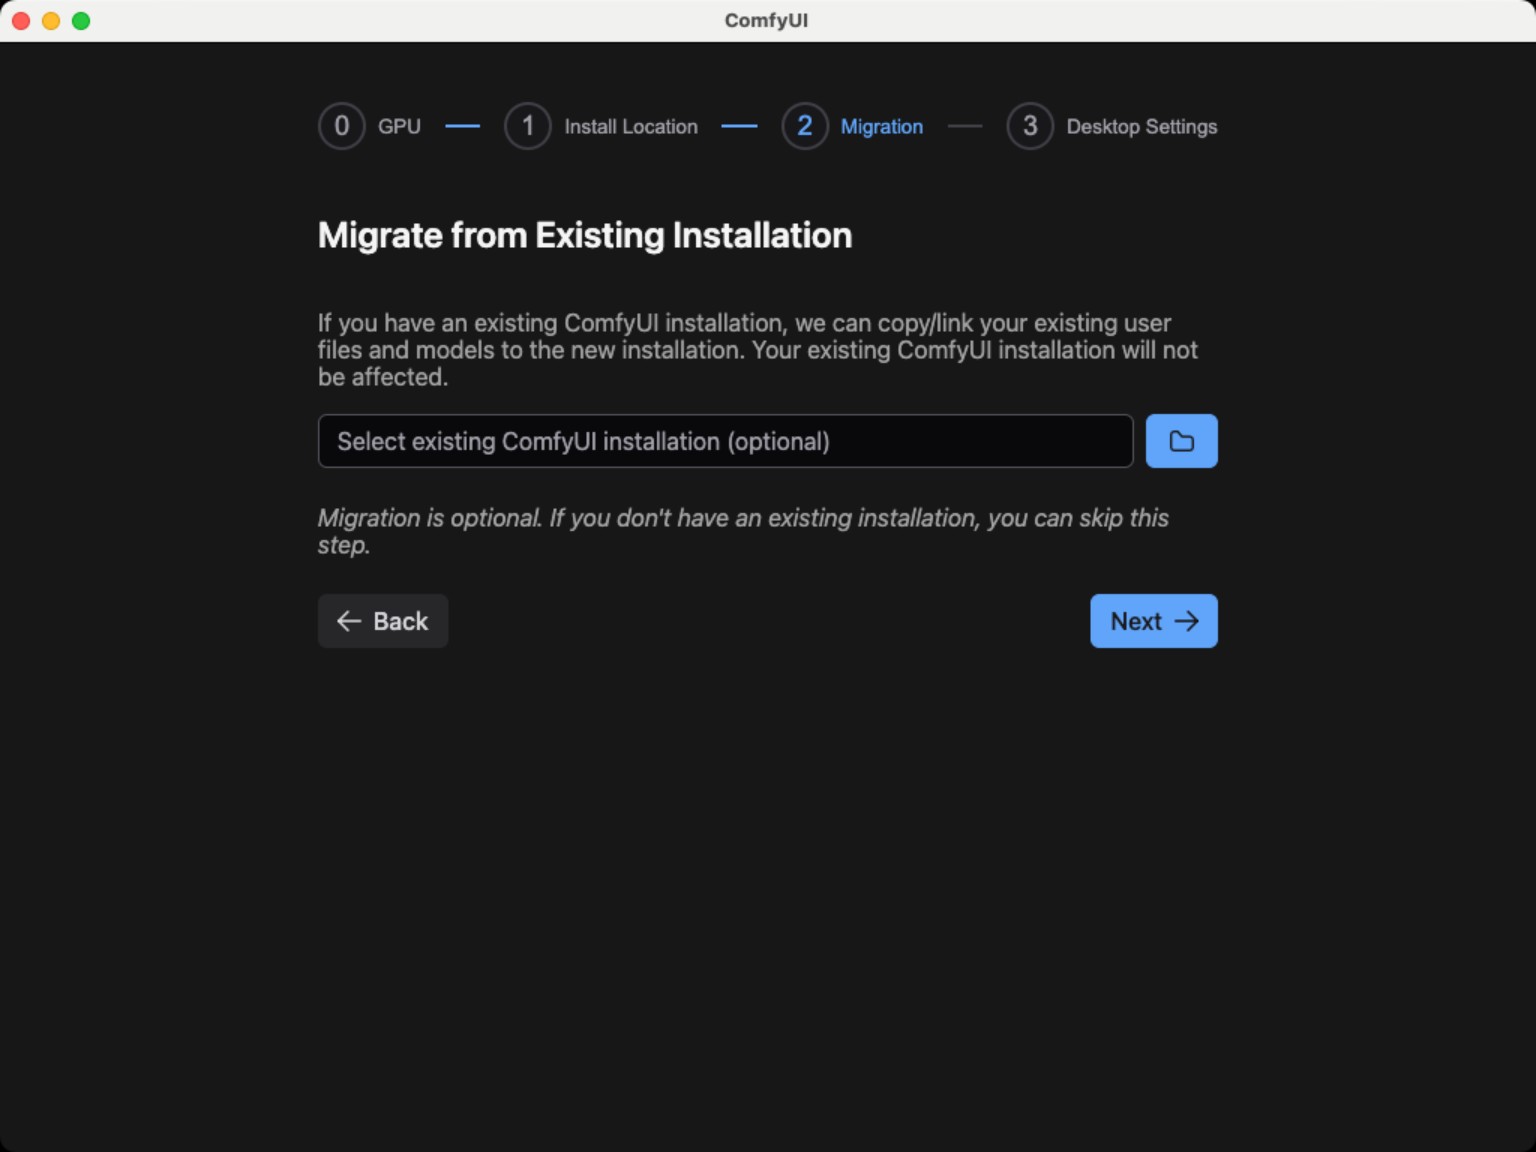 ComfyUI
0 GPU 1 Install Location 2 Migration 3 Desktop Settings
Migrate from Existing Installation
If you have an existing ComfyUI installation, we can copy/link your existing user
files and models to the new installation. Your existing ComfyUI installation will not
be affected.
Select existing ComfyUI installation (optional)
Migration is optional. If you don't have an existing installation, you can skip this
step.
Back Next